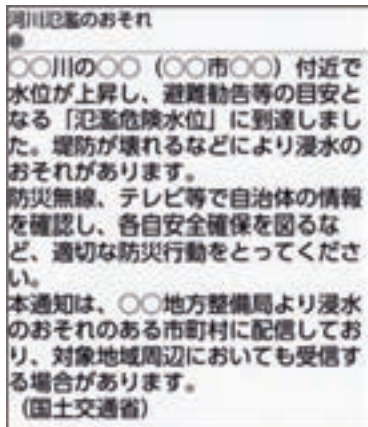 河川氾濫のおそれ
○○川の○○（○○市○○）付近で
水位が上昇し、避難勧告等の目安と
なる「氾濫危険水位」に到達しまし
た。堤防が壊れるなどにより浸水の
おそれがあります。
防災無線、テレビ等で自治体の情報
を確認し、各自安全確保を図るな
ど、適切な防災行動をとってくださ
い。
本通知は、○○地方整備局より浸水
のおそれのある市町村に配信してお
り、対象地域周辺においても受信す
る場合があります。
（国土交通省）